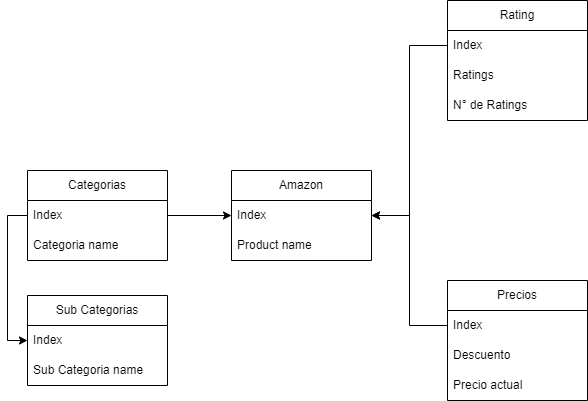 Rating
Index
Ratings
N° de Ratings
Categorias
Index
Categoria name
Amazon
Index
Product name
Sub Categorias
Index
Sub Categoria name
Precios
Index
Descuento
Precio actual